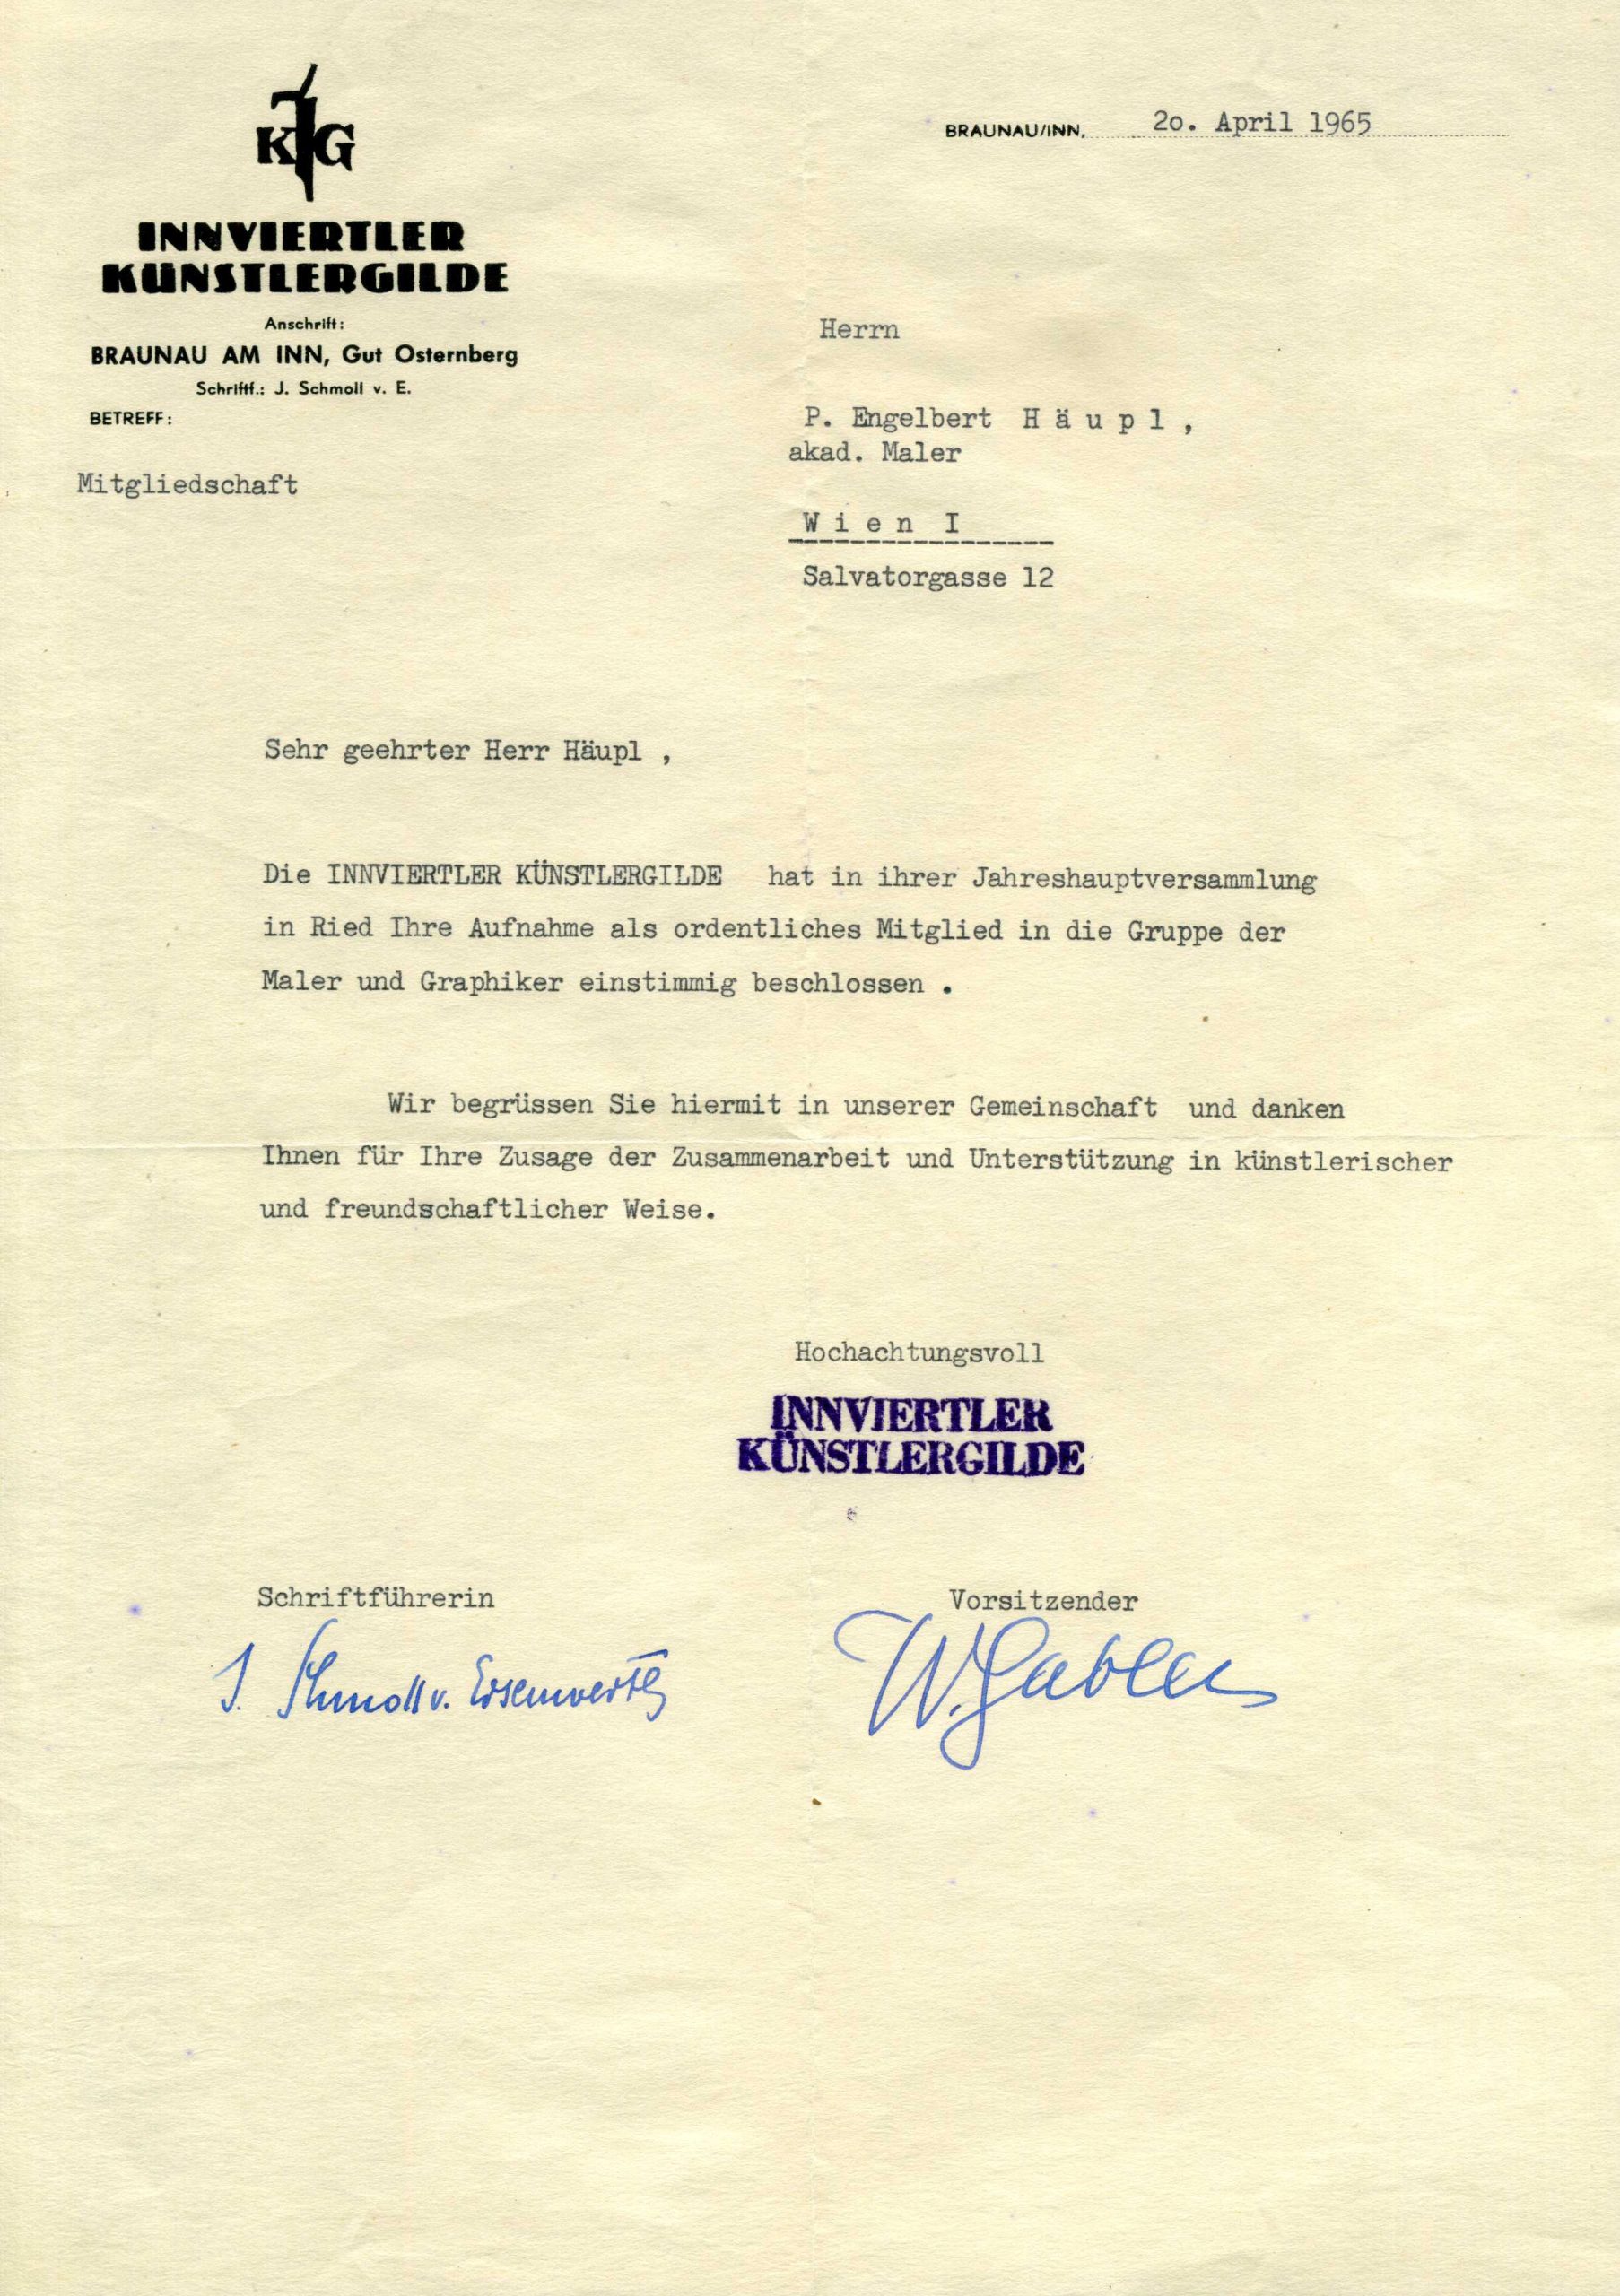 KIG
INNVIERTLER
KÜNSTLERGILDE
Anschrift:
BRAUNAU AM INN, Gut Osternberg
Schriftf.: J. Schmoll v. E.
BETREFF:
Mitgliedschaft
BRAUNAU/INN, 2o. April 1965
Herrn
P. Engelbert H ä u p l ,
akad. Maler
W i e n I
Salvatorgasse 12
Sehr geehrter Herr Häupl ,
Die INNVIERTLER KÜNSTLERGILDE hat in ihrer Jahreshauptversammlung
in Ried Ihre Aufnahme als ordentliches Mitglied in die Gruppe der
Maler und Graphiker einstimmig beschlossen .
Wir begrüssen Sie hiermit in unserer Gemeinschaft und danken
Ihnen für Ihre Zusage der Zusammenarbeit und Unterstützung in künstlerischer
und freundschaftlicher Weise.
Hochachtungsvoll
INNVIERTLER
KÜNSTLERGILDE
Schriftführerin
J. Schmoll v. Eisenwerth
Vorsitzender
W. Gabler